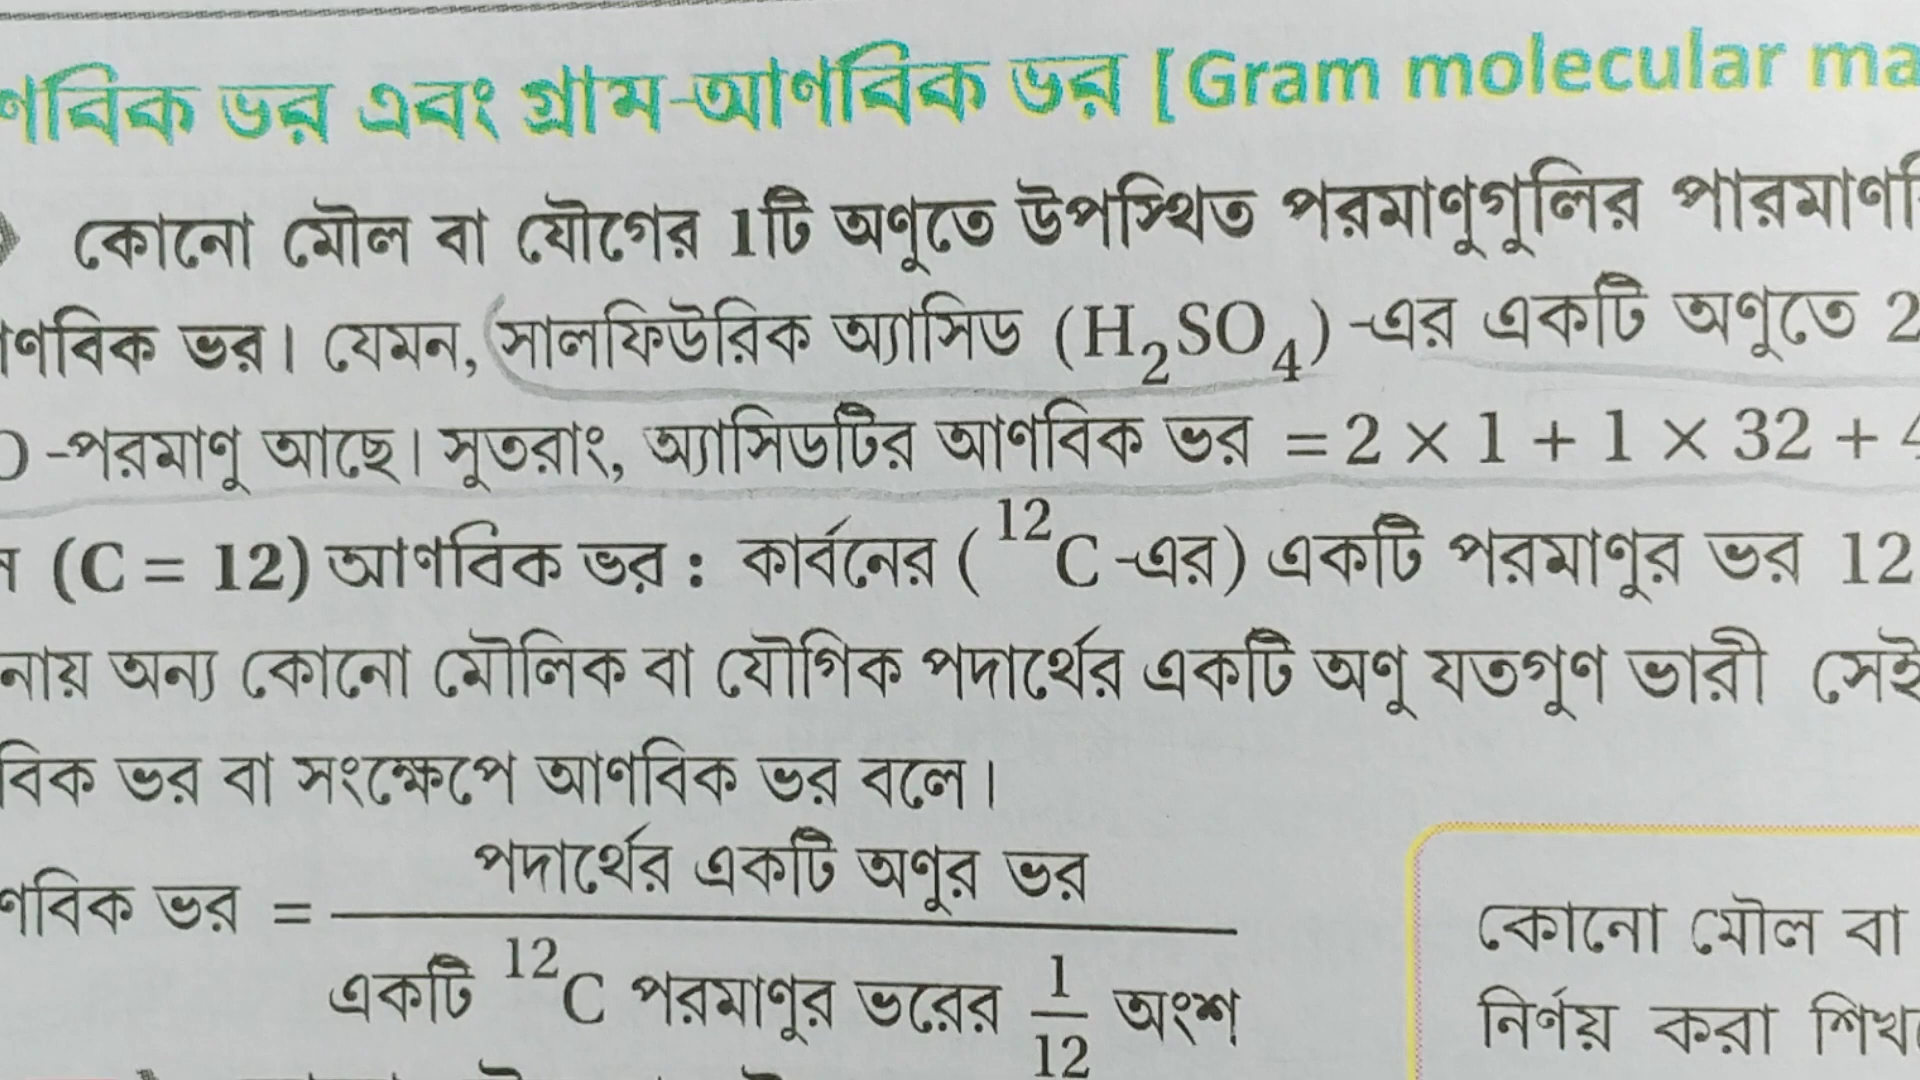 ণবিক ভর এবং গ্রাম-আণবিক ভর [Gram molecular ma
কোনো মৌল বা যৌগের 1টি অণুতে উপস্থিত পরমাণুগুলির পারমাণবি
ণবিক ভর। যেমন, সালফিউরিক অ্যাসিড (H₂SO₄)-এর একটি অণুতে 2
O-পরমাণু আছে। সুতরাং, অ্যাসিডটির আণবিক ভর = 2 × 1 + 1 × 32 + 4
(C = 12) আণবিক ভর : কার্বনের (¹²C-এর) একটি পরমাণুর ভর 12
নায় অন্য কোনো মৌলিক বা যৌগিক পদার্থের একটি অণু যতগুণ ভারী সেই
বিক ভর বা সংক্ষেপে আণবিক ভর বলে।
পদার্থের একটি অণুর ভর
ণবিক ভর =
একটি ¹²C পরমাণুর ভরের 1/12 অংশ
কোনো মৌল বা
নির্ণয় করা শিখ